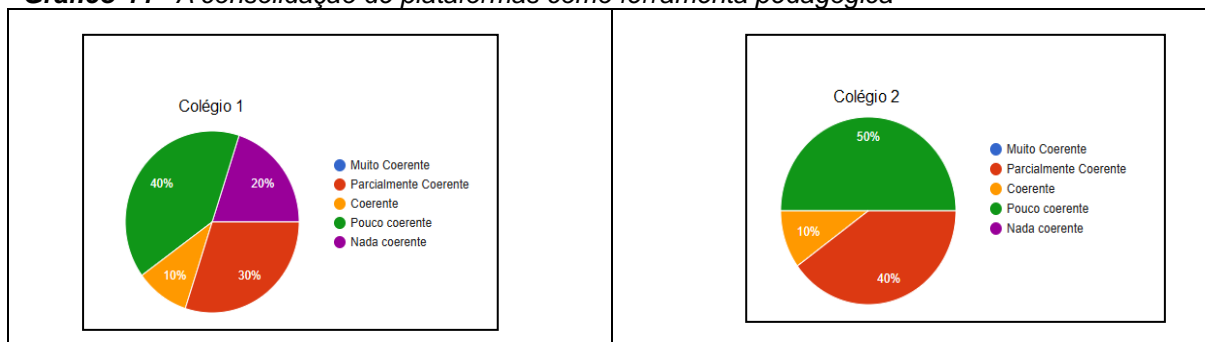 Colégio 1
40%
20%
10%
30%
Muito Coerente
Parcialmente Coerente
Coerente
Pouco coerente
Nada coerente
Colégio 2
50%
10%
40%
Muito Coerente
Parcialmente Coerente
Coerente
Pouco coerente
Nada coerente